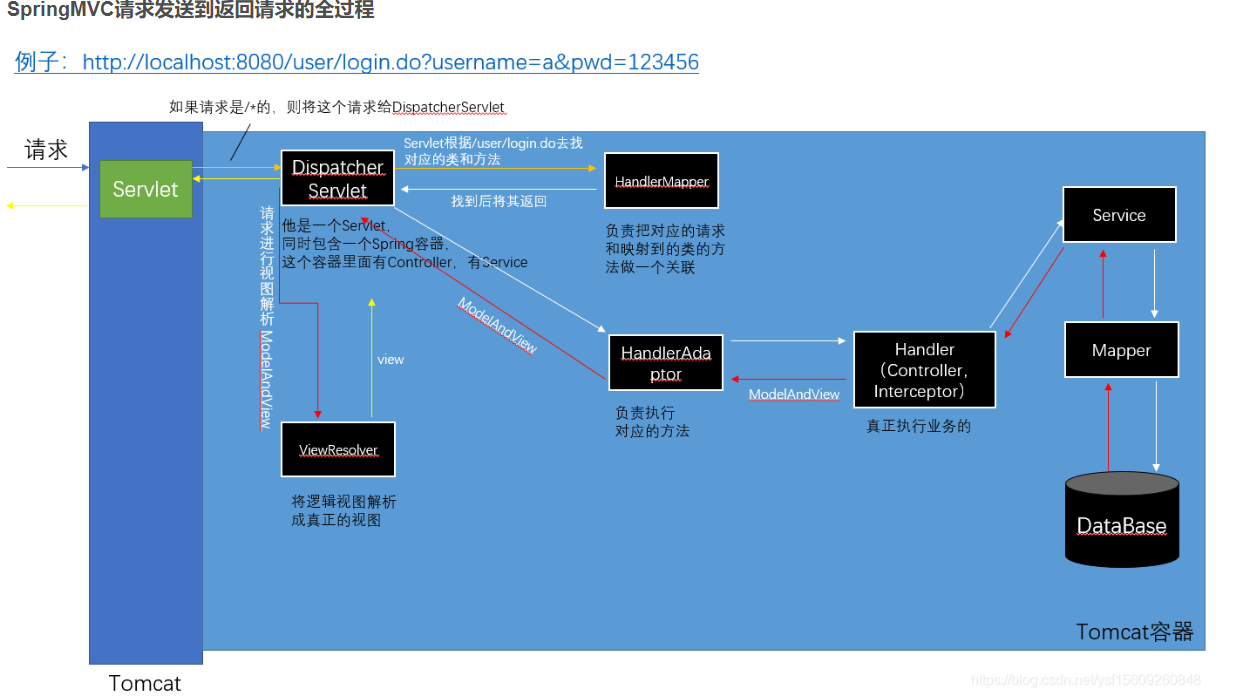 SpringMVC请求发送到返回请求的全过程
例子：http://localhost:8080/user/login.do?username=a&pwd=123456
如果请求是/*的，则将这个请求给DispatcherServlet
请求
Servlet
Dispatcher
Servlet
Servlet根据/user/login.do去找
对应的类和方法
HandlerMapper
找到后将其返回
他是一个Servlet，
同时包含一个Spring容器，
这个容器里面有Controller，有Service
负责把对应的请求
和映射到的类的方
法做一个关联
Service
请求进行视图解析 ModelAndView
ModelAndView
view
HandlerAda
ptor
ModelAndView
Handler
（Controller，
Interceptor）
Mapper
负责执行
对应的方法
真正执行业务的
ViewResolver
将逻辑视图解析
成真正的视图
DataBase
Tomcat容器
Tomcat
https://blog.csdn.net/ysf15609260848